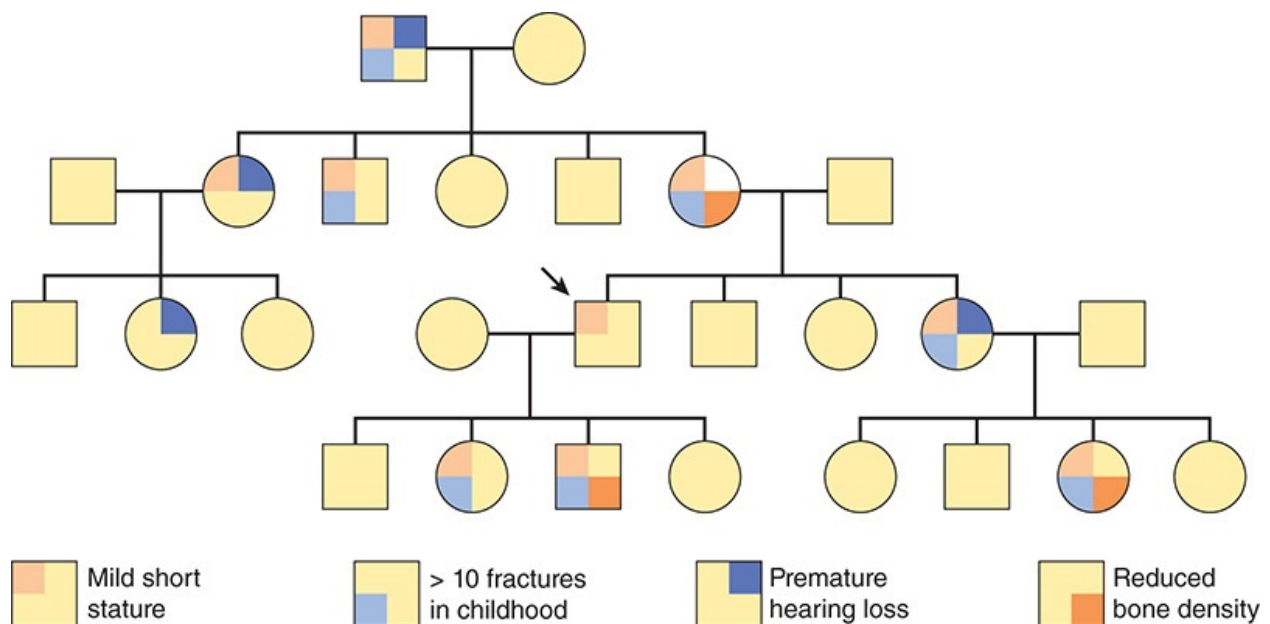 Mild short
stature
> 10 fractures
in childhood
Premature
hearing loss
Reduced
bone density